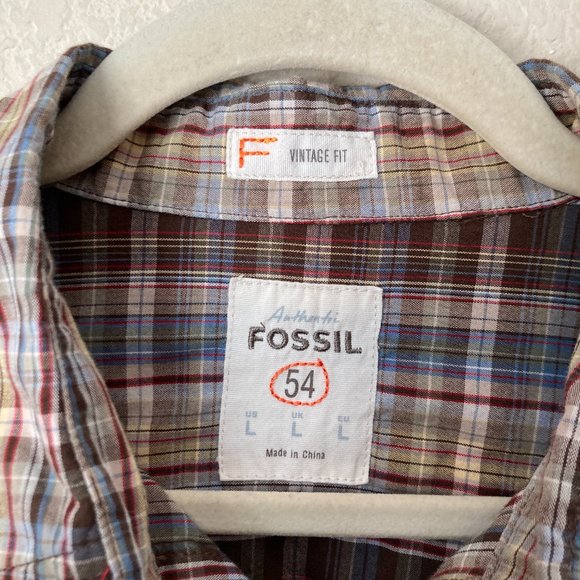 F VINTAGE FIT
Authentic
FOSSIL
54
US UK EU
L L L
Made in China